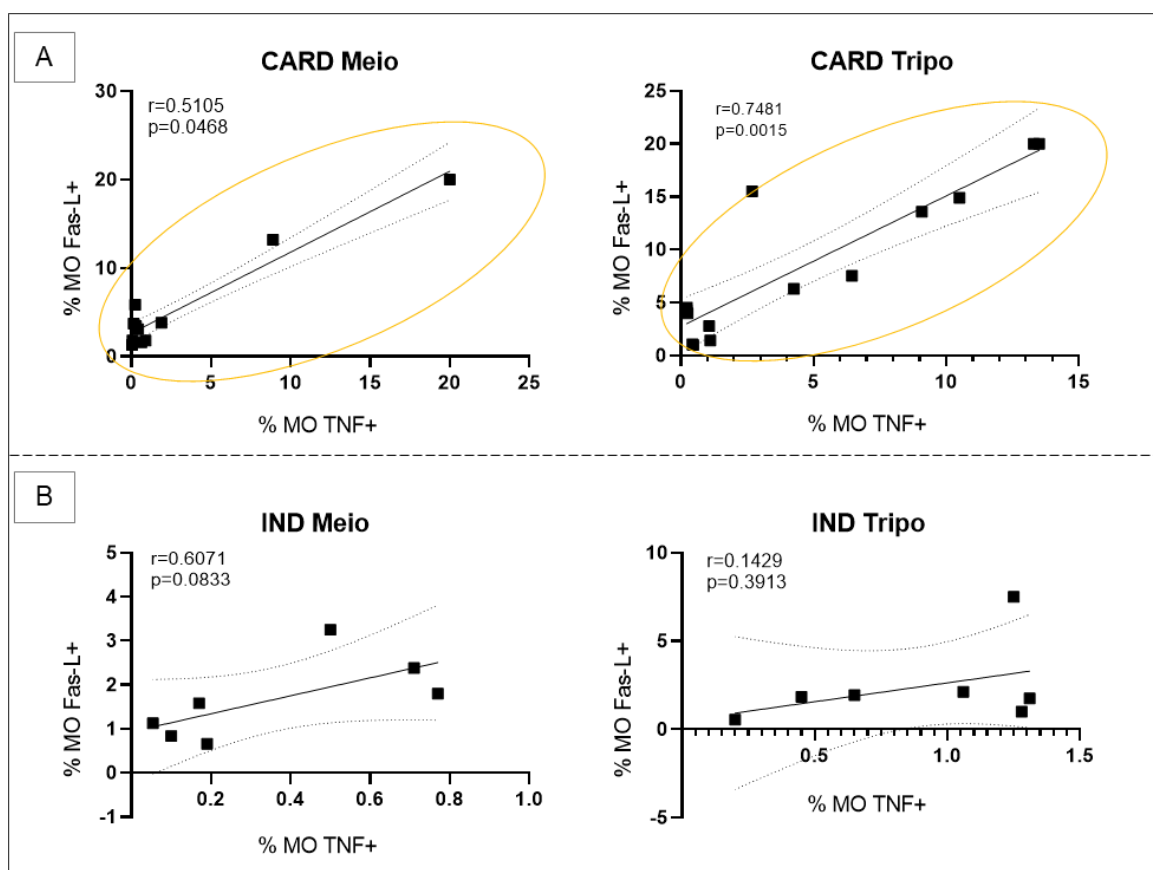 A
CARD Meio
r=0.5105
p=0.0468
30
20
10
0
0 5 10 15 20 25
% MO Fas-L+
% MO TNF+
CARD Tripo
r=0.7481
p=0.0015
25
20
15
10
5
0
0 5 10 15
% MO Fas-L+
% MO TNF+
B
IND Meio
r=0.6071
p=0.0833
5
4
3
2
1
0
-1
0.2 0.4 0.6 0.8 1.0
% MO Fas-L+
% MO TNF+
IND Tripo
r=0.1429
p=0.3913
10
5
0
-5
0.5 1.0 1.5
% MO Fas-L+
% MO TNF+